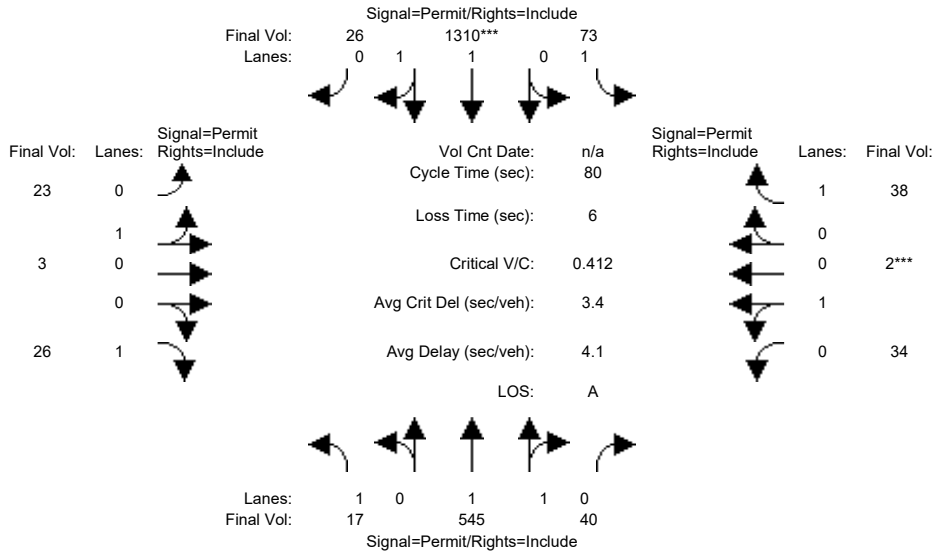 Signal=Permit/Rights=Include
Final Vol: 26 1310*** 73
Lanes: 0 1 1 0 1
Signal=Permit
Final Vol: Lanes: Rights=Include
Vol Cnt Date: n/a
Signal=Permit
Rights=Include Lanes: Final Vol:
Cycle Time (sec): 80
23 0
1 38
Loss Time (sec): 6
1
0
3 0
Critical V/C: 0.412
0 2***
0
Avg Crit Del (sec/veh): 3.4
1
26 1
Avg Delay (sec/veh): 4.1
0 34
LOS: A
Lanes: 1 0 1 1 0
Final Vol: 17 545 40
Signal=Permit/Rights=Include